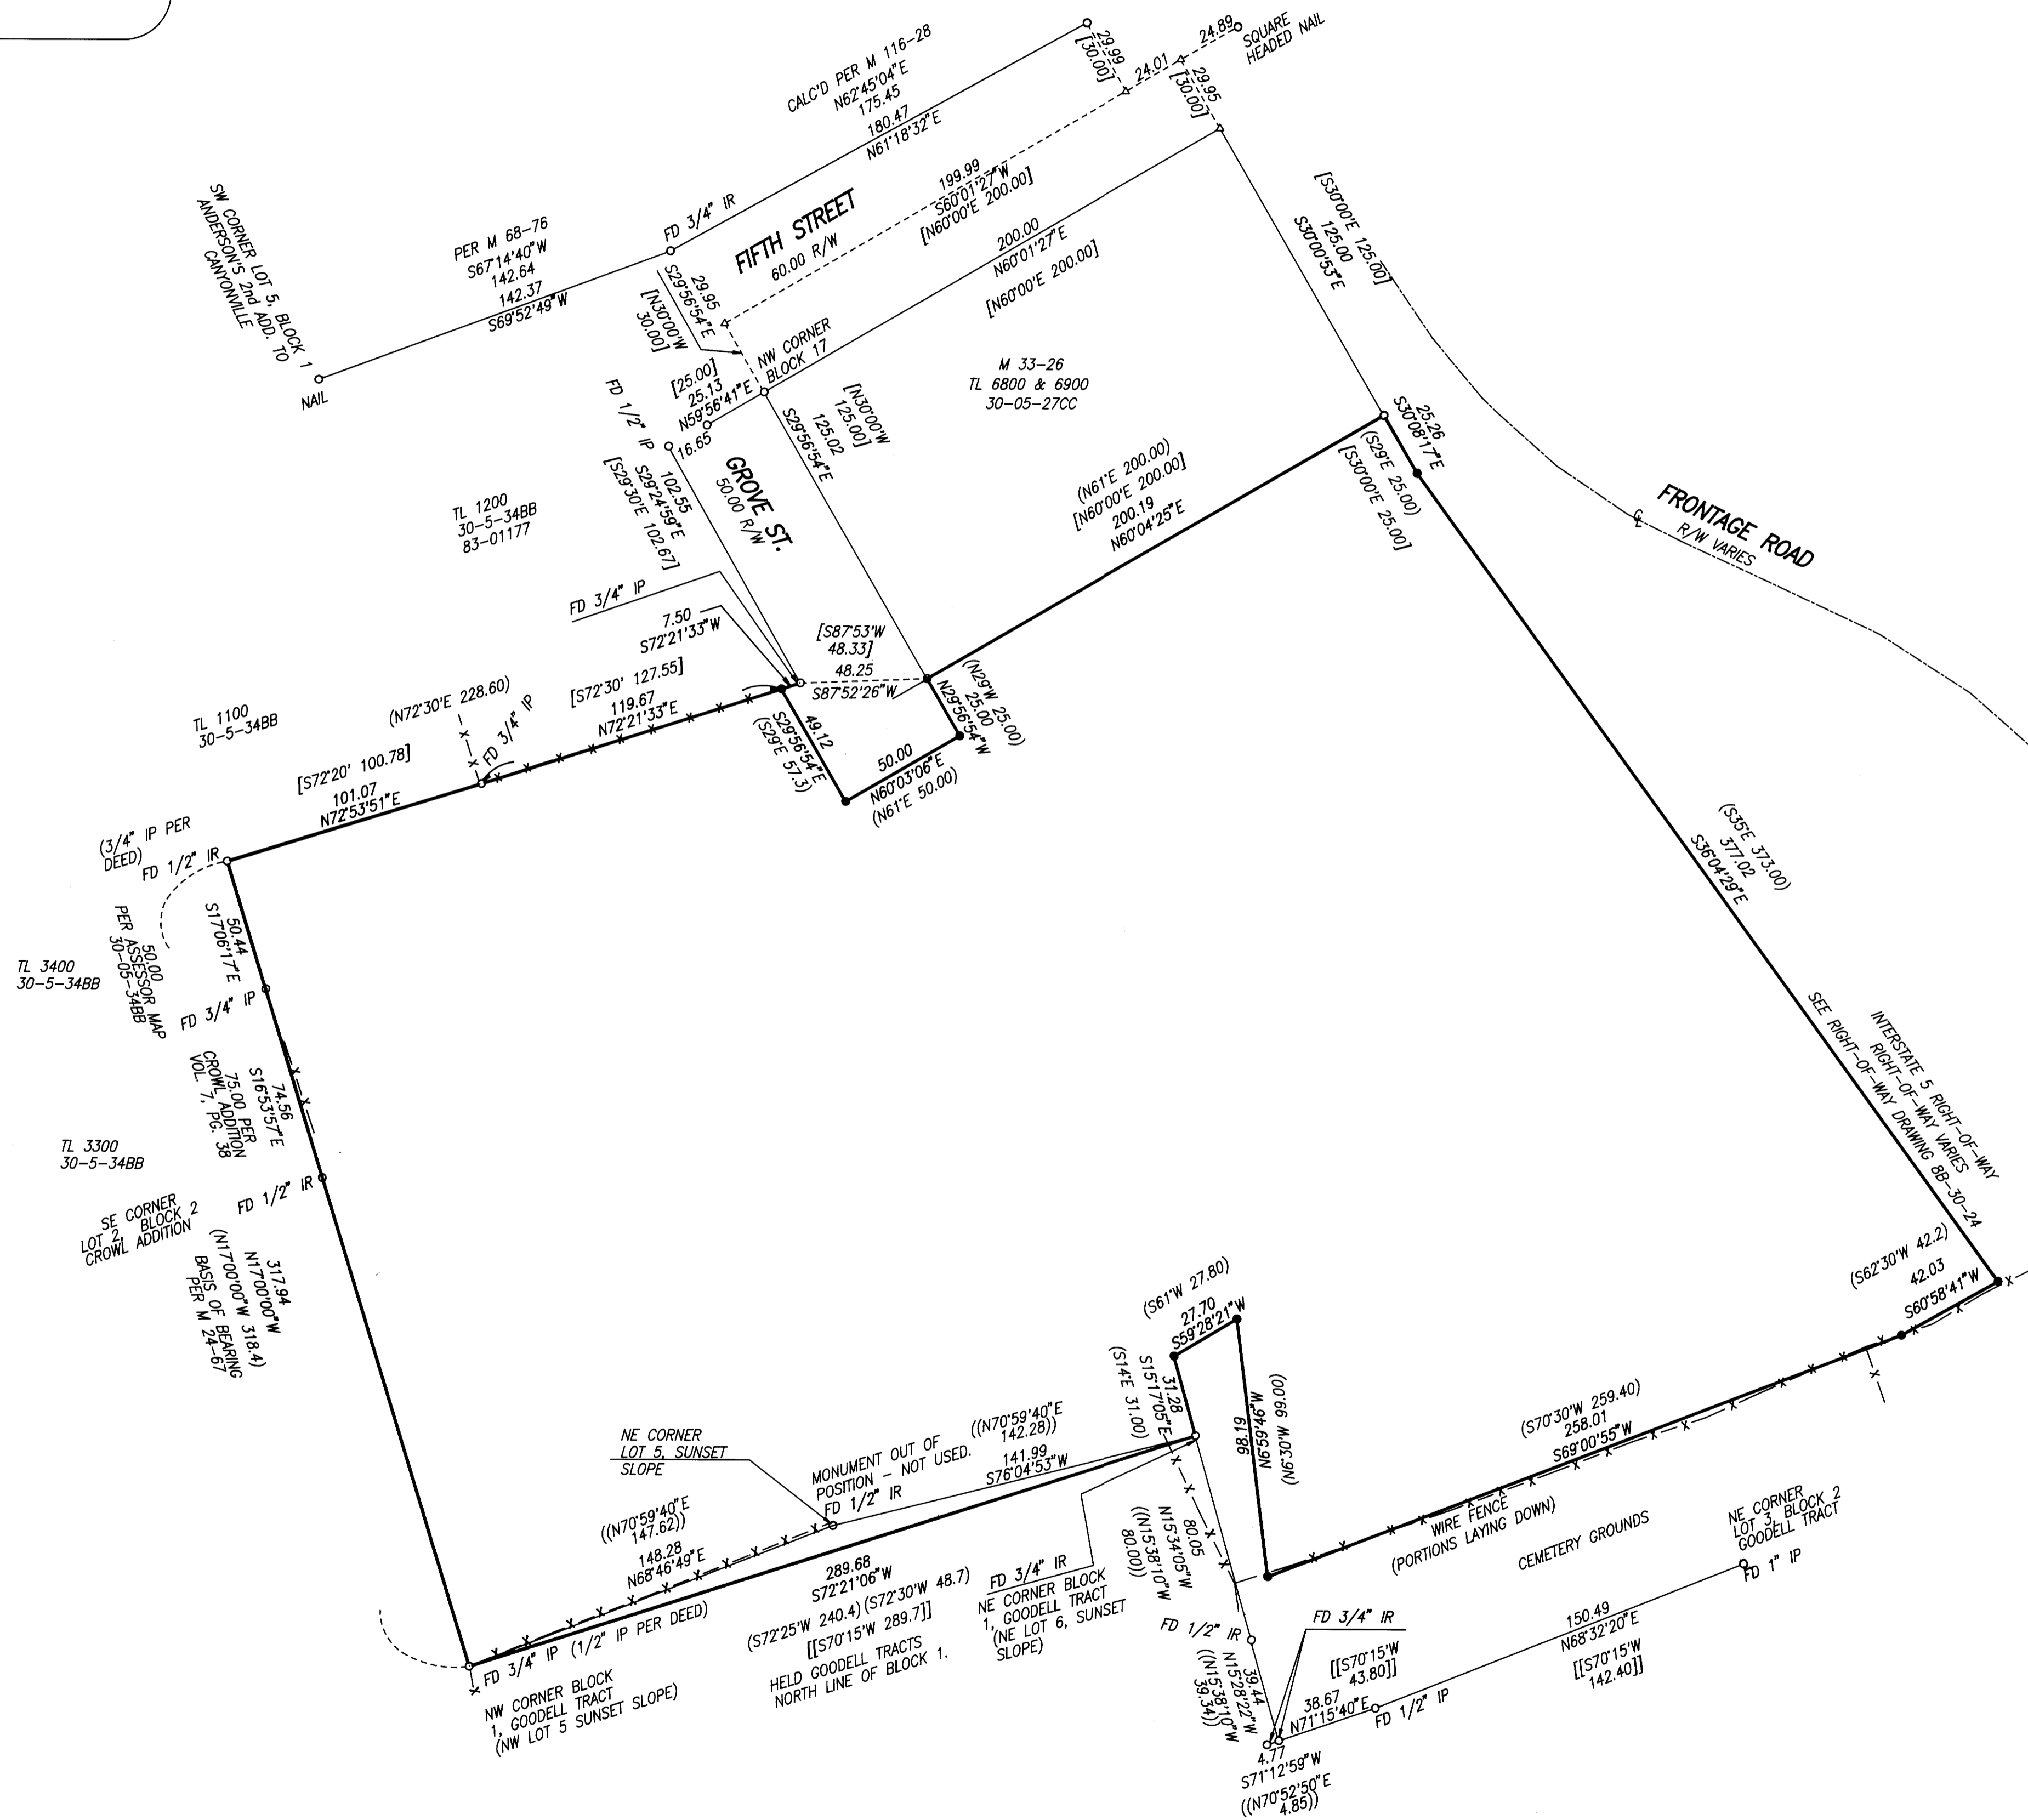 CALC'D PER M 116-28
N62°45'04"E
175.45
180.47
N61°18'32"E
29.99
[30.00]
24.01
24.89
SQUARE
HEADED NAIL
29.95
[30.00]
SW CORNER LOT 5, BLOCK 1
ANDERSON'S 2nd ADD. TO
CANYONVILLE
NAIL
PER M 68-76
S67°14'40"W
142.64
142.37
S69°52'49"W
FD 3/4" IR
FIFTH STREET
60.00 R/W
199.99
S60°01'27"W
[N60°00'E 200.00]
200.00
N60°01'27"E
[N60°00'E 200.00]
29.95
S29°56'54"E
[N30°00'W
30.00]
[25.00]
25.13
N59°56'41"E
NW CORNER
BLOCK 17
[S30°00'E 125.00]
125.00
S30°00'53"E
M 33-26
TL 6800 & 6900
30-05-27CC
FD 1/2" IP
16.65
[N30°00'W
125.00]
125.02
S29°56'54"E
GROVE ST.
50.00 R/W
102.55
S29°24'59"E
[S29°30'E 102.67]
TL 1200
30-5-34BB
83-01177
(N61°E 200.00)
[N60°00'E 200.00]
200.19
N60°04'25"E
25.26
S30°08'17"E
(S29°E 25.00)
[S30°00'E 25.00]
FRONTAGE ROAD
R/W VARIES
FD 3/4" IP
7.50
S72°21'33"W
[S87°53'W
48.33]
48.25
S87°52'26"W
(N29°W 25.00)
25.00
N29°56'54"W
TL 1100
30-5-34BB
(N72°30'E 228.60)
FD 3/4" IP
[S72°30' 127.55]
119.67
N72°21'33"E
49.12
S29°56'54"E
(S29°E 57.3)
50.00
N60°03'06"E
(N61°E 50.00)
[S72°20' 100.78]
101.07
N72°53'51"E
(3/4" IP PER
DEED)
FD 1/2" IR
50.44
S17°06'17"E
50.00
PER ASSESSOR MAP
30-05-34BB
TL 3400
30-5-34BB
FD 3/4" IP
74.56
S16°53'57"E
75.00 PER
CROWL ADDITION
VOL. 7, PG. 38
TL 3300
30-5-34BB
FD 1/2" IR
SE CORNER
LOT 2, BLOCK 2
CROWL ADDITION
317.94
N17°00'00"W
(N17°00'00"W 318.4)
BASIS OF BEARING
PER M 24-67
(S35°E 373.00)
377.02
S36°04'29"E
INTERSTATE 5 RIGHT-OF-WAY
RIGHT-OF-WAY VARIES
SEE RIGHT-OF-WAY DRAWING 8B-30-24
(S62°30'W 42.2)
42.03
S60°58'41"W
(S61°W 27.80)
27.70
S59°28'21"W
31.28
S15°17'05"E
(S14°E 31.00)
(N6°30'W 99.00)
N6°59'46"W
98.19
(S70°30'W 259.40)
258.01
S69°00'55"W
WIRE FENCE
(PORTIONS LAYING DOWN)
CEMETERY GROUNDS
NE CORNER
LOT 3, BLOCK 2
GOODELL TRACT
FD 1" IP
NE CORNER
LOT 5, SUNSET
SLOPE
MONUMENT OUT OF
POSITION - NOT USED.
FD 1/2" IR
((N70°59'40"E
142.28))
141.99
S76°04'53"W
((N70°59'40"E
147.62))
148.28
N68°46'49"E
289.68
S72°21'06"W
(S72°25'W 240.4) (S72°30'W 48.7)
[[S70°15'W 289.7]]
HELD GOODELL TRACTS
NORTH LINE OF BLOCK 1.
FD 3/4" IR
NE CORNER BLOCK
1, GOODELL TRACT
(NE LOT 6, SUNSET
SLOPE)
80.05
N15°34'05"W
((N15°38'10"W
80.00))
FD 1/2" IR
FD 3/4" IP (1/2" IP PER DEED)
NW CORNER BLOCK
1, GOODELL TRACT
(NW LOT 5 SUNSET SLOPE)
39.44
N15°28'22"W
((N15°38'10"W
39.34))
FD 3/4" IR
[[S70°15'W
43.80]]
38.67
N71°15'40"E
FD 1/2" IP
150.49
N68°32'20"E
[[S70°15'W
142.40]]
4.77
S71°12'59"W
((N70°52'50"E
4.85))